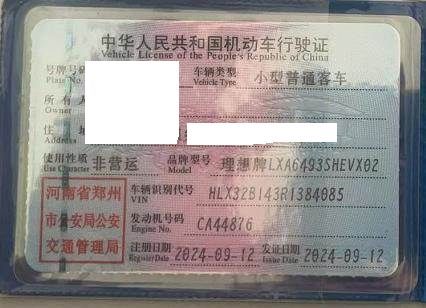 中华人民共和国机动车行驶证
Vehicle License of the People's Republic of China
号牌号码
Plate No.
车辆类型
Vehicle Type
小型普通客车
所有人
住 址
Address
使用性质
Use Character
非营运
品牌型号
Model
理想牌LXA6493SHEVX02
河南省郑州
市公安局公安
交通管理局
车辆识别代号
VIN
HLX32B143R1384085
发动机号码
Engine No.
CA44876
注册日期
Register Date
2024-09-12
发证日期
Issue Date
2024-09-12